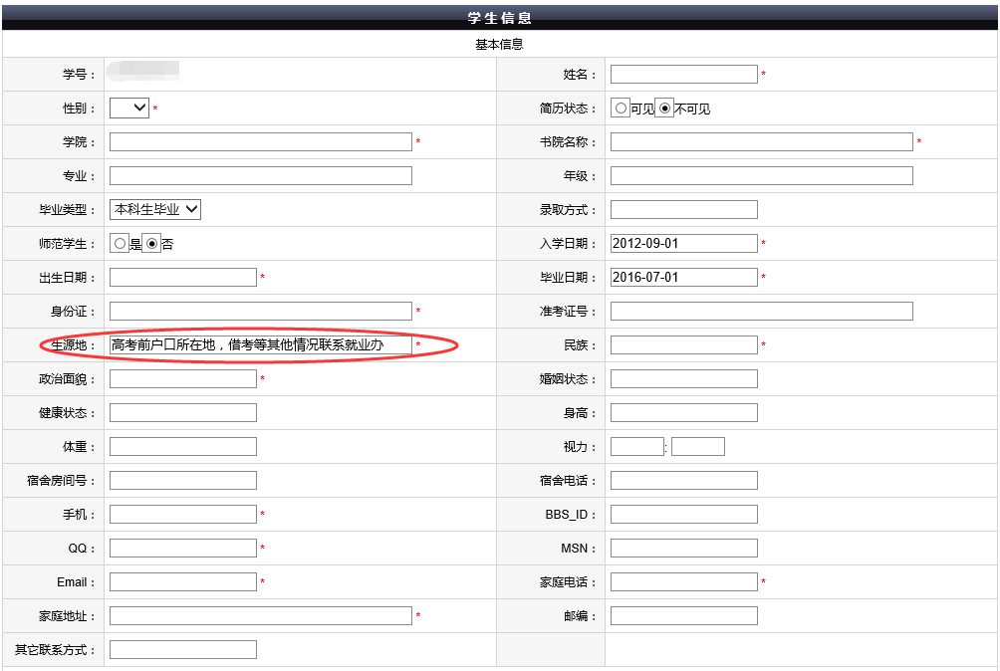 学生信息
基本信息
学号：
姓名： *
性别： *
简历状态： 可见 不可见
学院： *
书院名称： *
专业：
年级：
毕业类型： 本科生毕业
录取方式：
师范学生： 是 否
入学日期： 2012-09-01 *
出生日期： *
毕业日期： 2016-07-01 *
身份证： *
准考证号：
生源地： 高考前户口所在地，借考等其他情况联系就业办 *
民族： *
政治面貌： *
婚姻状态：
健康状态：
身高：
体重：
视力： :
宿舍房间号：
宿舍电话：
手机： *
BBS_ID：
QQ： *
MSN：
Email： *
家庭电话： *
家庭地址： *
邮编：
其它联系方式：